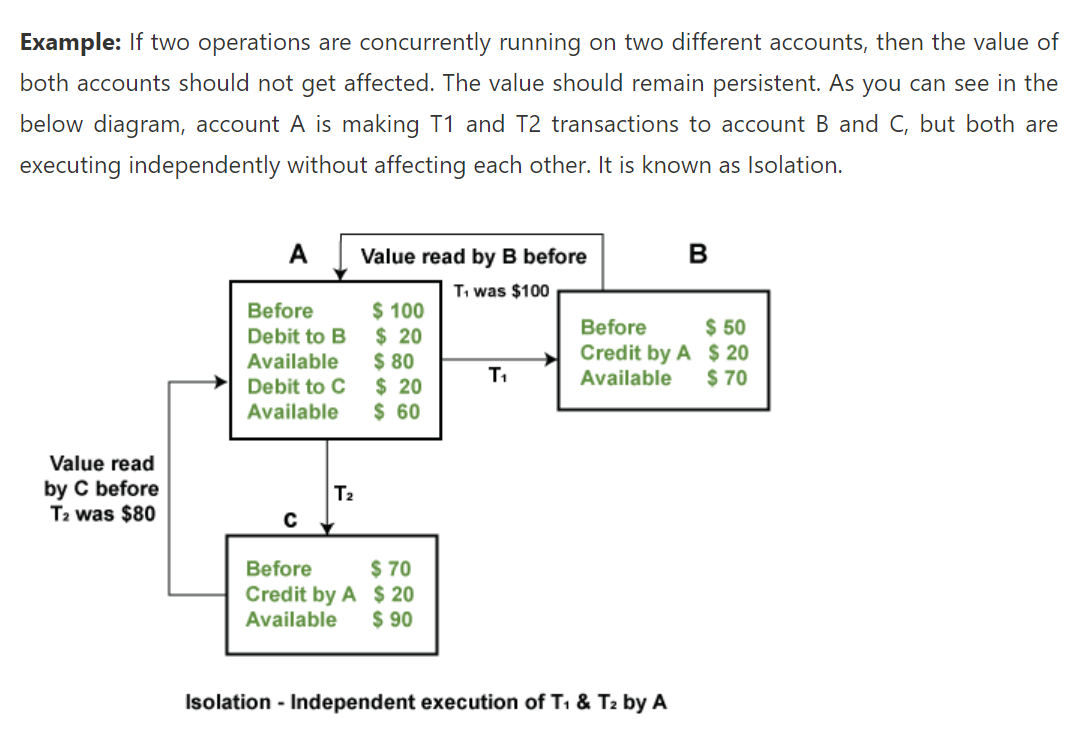 Example: If two operations are concurrently running on two different accounts, then the value of
both accounts should not get affected. The value should remain persistent. As you can see in the
below diagram, account A is making T1 and T2 transactions to account B and C, but both are
executing independently without affecting each other. It is known as Isolation.
A
Value read by B before
T₁ was $100
B
Before $ 100
Debit to B $ 20
Available $ 80
Debit to C $ 20
Available $ 60
T₁
Before $ 50
Credit by A $ 20
Available $ 70
Value read
by C before
T₂ was $80
T₂
C
Before $ 70
Credit by A $ 20
Available $ 90
Isolation - Independent execution of T₁ & T₂ by A